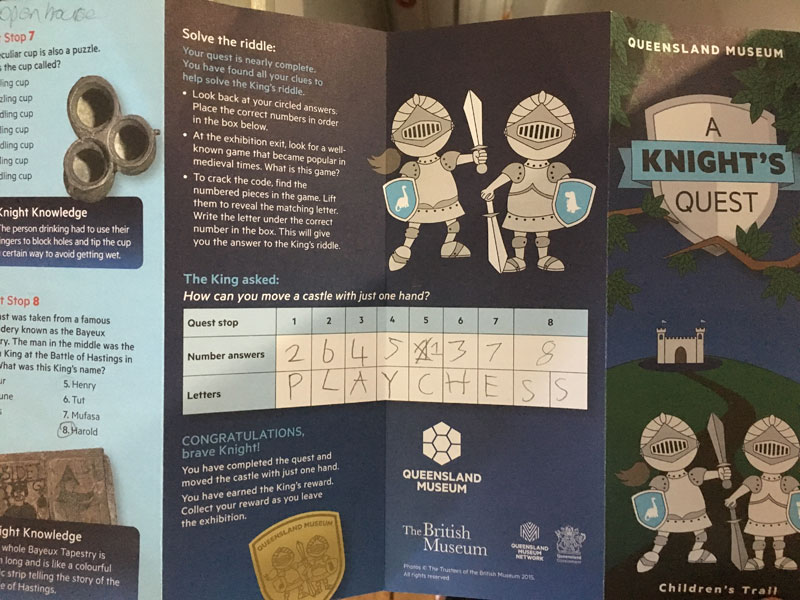 open house
Stop 7
cup is also a puzzle.
the cup called?
cup
cup
cup
cup
cup
cup
cup
Knight Knowledge
The person drinking had to use their
to block holes and tip the cup
certain way to avoid getting wet.
Stop 8
was taken from a famous
known as the Bayeux
The man in the middle was the
King at the Battle of Hastings in
What was this King's name?
5. Henry
6. Tut
7. Mufasa
8. Harold
Knowledge
whole Bayeux Tapestry is
long and is like a colourful
strip telling the story of the
of Hastings.
Solve the riddle:
Your quest is nearly complete.
You have found all your clues to
help solve the King's riddle.
• Look back at your circled answers.
Place the correct numbers in order
in the box below.
• At the exhibition exit, look for a well-
known game that became popular in
medieval times. What is this game?
• To crack the code, find the
numbered pieces in the game. Lift
them to reveal the matching letter.
Write the letter under the correct
number in the box. This will give
you the answer to the King's riddle.
The King asked:
How can you move a castle with just one hand?
Quest stop 1 2 3 4 5 6 7 8
Number answers 2 6 4 5 1 3 7 8
Letters P L A Y C H E S S
CONGRATULATIONS,
brave Knight!
You have completed the quest and
moved the castle with just one hand.
You have earned the King's reward.
Collect your reward as you leave
the exhibition.
QUEENSLAND MUSEUM
QUEENSLAND
MUSEUM
The British
Museum
QUEENSLAND
MUSEUM
NETWORK
Queensland
Government
Photos © The Trustees of the British Museum 2015.
All rights reserved.
QUEENSLAND MUSEUM
A
KNIGHT'S
QUEST
Children's Trail